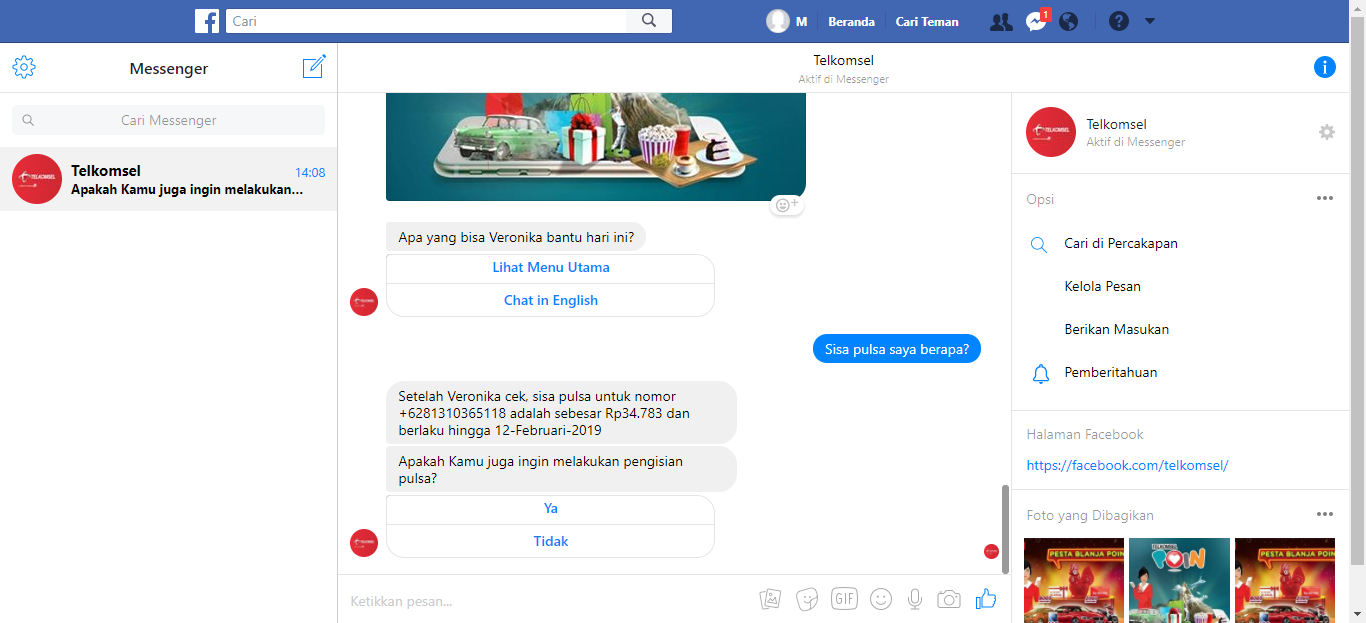 Cari
M
Beranda
Cari Teman
1
?
Messenger
Cari Messenger
Telkomsel
14:08
Apakah Kamu juga ingin melakukan...
Telkomsel
Aktif di Messenger
Apa yang bisa Veronika bantu hari ini?
Lihat Menu Utama
Chat in English
Sisa pulsa saya berapa?
Setelah Veronika cek, sisa pulsa untuk nomor
+6281310365118 adalah sebesar Rp34.783 dan
berlaku hingga 12-Februari-2019
Apakah Kamu juga ingin melakukan pengisian
pulsa?
Ya
Tidak
Ketikkan pesan...
GIF
Telkomsel
Aktif di Messenger
Opsi
Cari di Percakapan
Kelola Pesan
Berikan Masukan
Pemberitahuan
Halaman Facebook
https://facebook.com/telkomsel/
Foto yang Dibagikan
PESTA BLANJA POIN
TELKOMSEL
POIN
PESTA BLANJA POIN